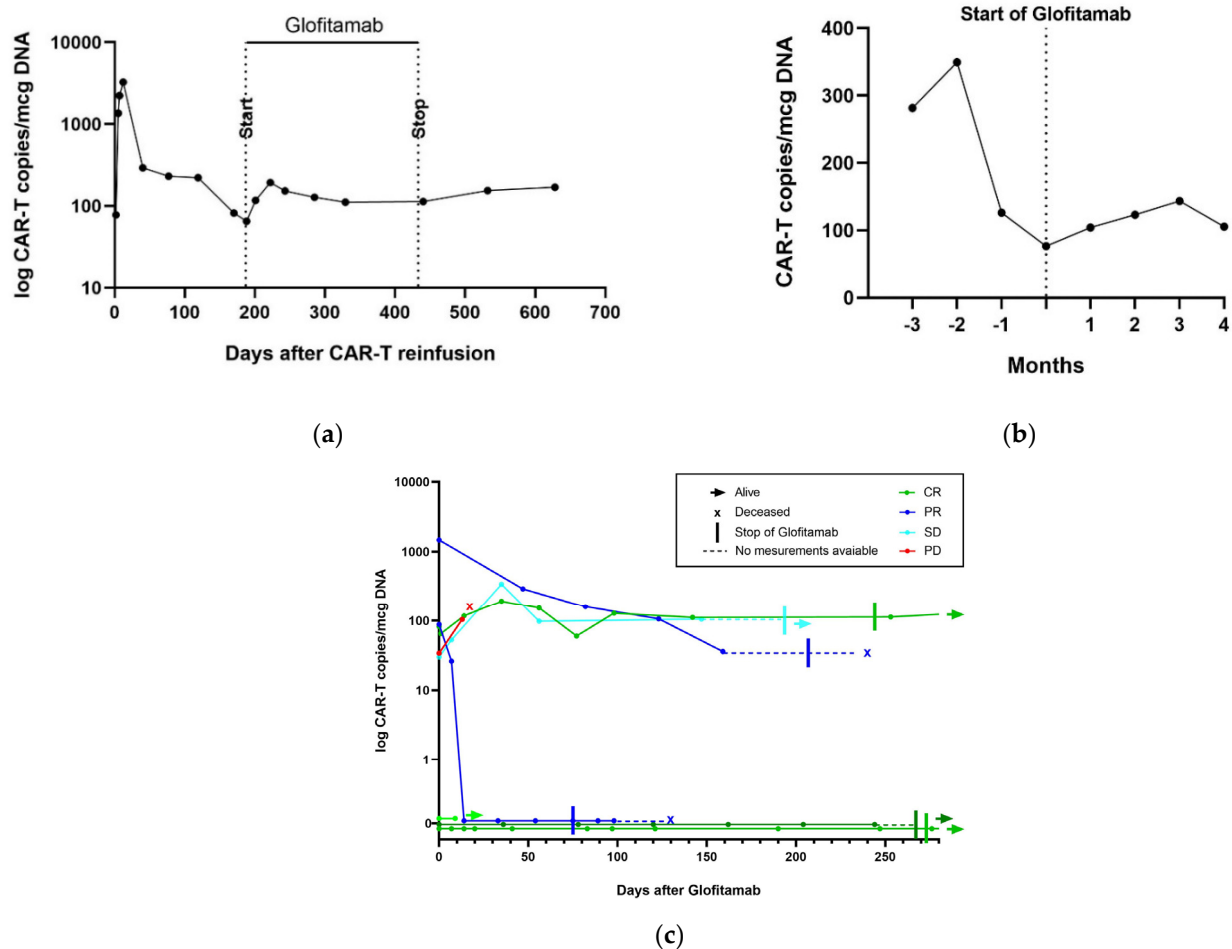 Glofitamab
10000
1000
100
10
Start
Stop
0 100 200 300 400 500 600 700
log CAR-T copies/mcg DNA
Days after CAR-T reinfusion
(a)
Start of Glofitamab
400
300
200
100
0
-3 -2 -1 1 2 3 4
CAR-T copies/mcg DNA
Months
(b)
Alive
Deceased
Stop of Glofitamab
No mesurements avaiable
CR
PR
SD
PD
x
10000
1000
100
10
1
0
x
x
x
0 50 100 150 200 250
log CAR-T copies/mcg DNA
Days after Glofitamab
(c)